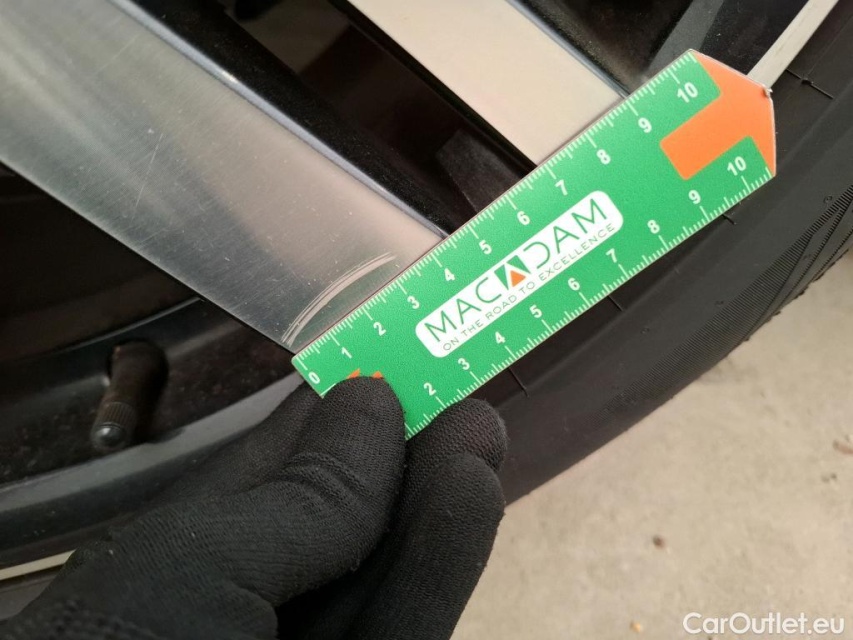 0 1 2 3 4 5 6 7 8 9 10
MACADAM
ON THE ROAD TO EXCELLENCE
2 3 4 5 6 7 8 9 10
CarOutlet.eu